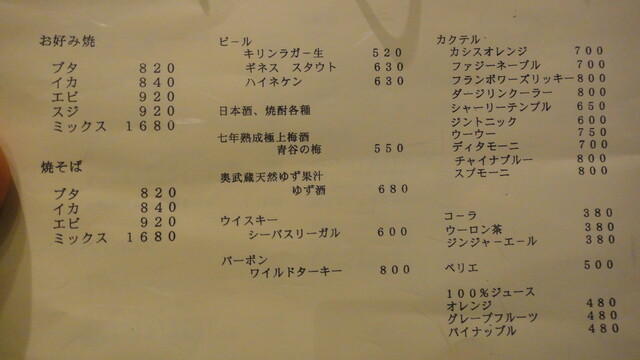 お好み焼
ブタ 820
イカ 840
エビ 920
スジ 920
ミックス 1680
焼そば
ブタ 820
イカ 840
エビ 920
ミックス 1680
ビール
キリンラガー生 520
ギネス スタウト 630
ハイネケン 630
日本酒、焼酎各種
七年熟成極上梅酒
青谷の梅 550
奥武蔵天然ゆず果汁
ゆず酒 680
ウイスキー
シーバスリーガル 600
バーボン
ワイルドターキー 800
カクテル
カシスオレンジ 700
ファジーネーブル 700
フランボワーズリッキー 800
ダージリンクーラー 800
シャーリーテンプル 650
ジントニック 600
ウーウー 750
ディタモーニ 700
チャイナブルー 800
スプモーニ 800
コーラ 380
ウーロン茶 380
ジンジャーエール 380
ペリエ 500
100%ジュース
オレンジ 480
グレープフルーツ 480
パイナップル 480